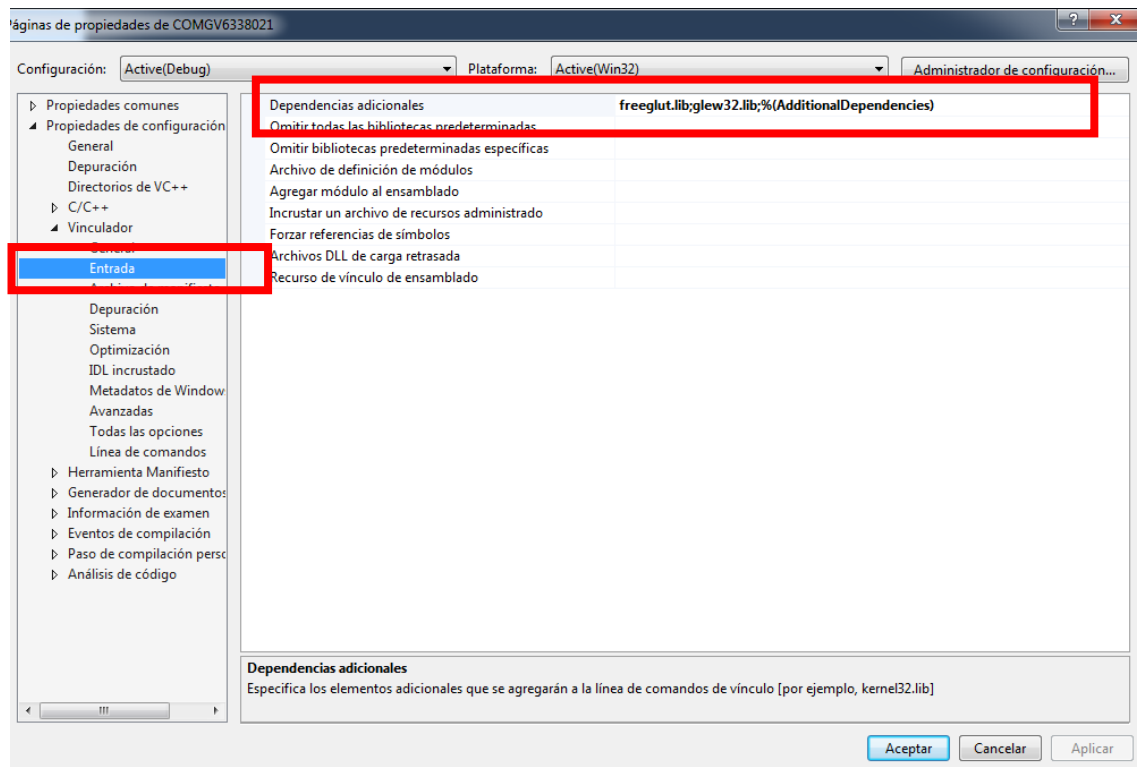 Páginas de propiedades de COMGV6338021
Configuración: Active(Debug) Plataforma: Active(Win32) Administrador de configuración...
Propiedades comunes
Propiedades de configuración
General
Depuración
Directorios de VC++
C/C++
Vinculador
General
Entrada
Depuración
Sistema
Optimización
IDL incrustado
Metadatos de Window
Avanzadas
Todas las opciones
Línea de comandos
Herramienta Manifiesto
Generador de documentos
Información de examen
Eventos de compilación
Paso de compilación perso
Análisis de código
Dependencias adicionales freeglut.lib;glew32.lib;%(AdditionalDependencies)
Omitir todas las bibliotecas predeterminadas
Omitir bibliotecas predeterminadas específicas
Archivo de definición de módulos
Agregar módulo al ensamblado
Incrustar un archivo de recursos administrado
Forzar referencias de símbolos
Archivos DLL de carga retrasada
Recurso de vínculo de ensamblado
Dependencias adicionales
Especifica los elementos adicionales que se agregarán a la línea de comandos de vínculo [por ejemplo, kernel32.lib]
Aceptar Cancelar Aplicar